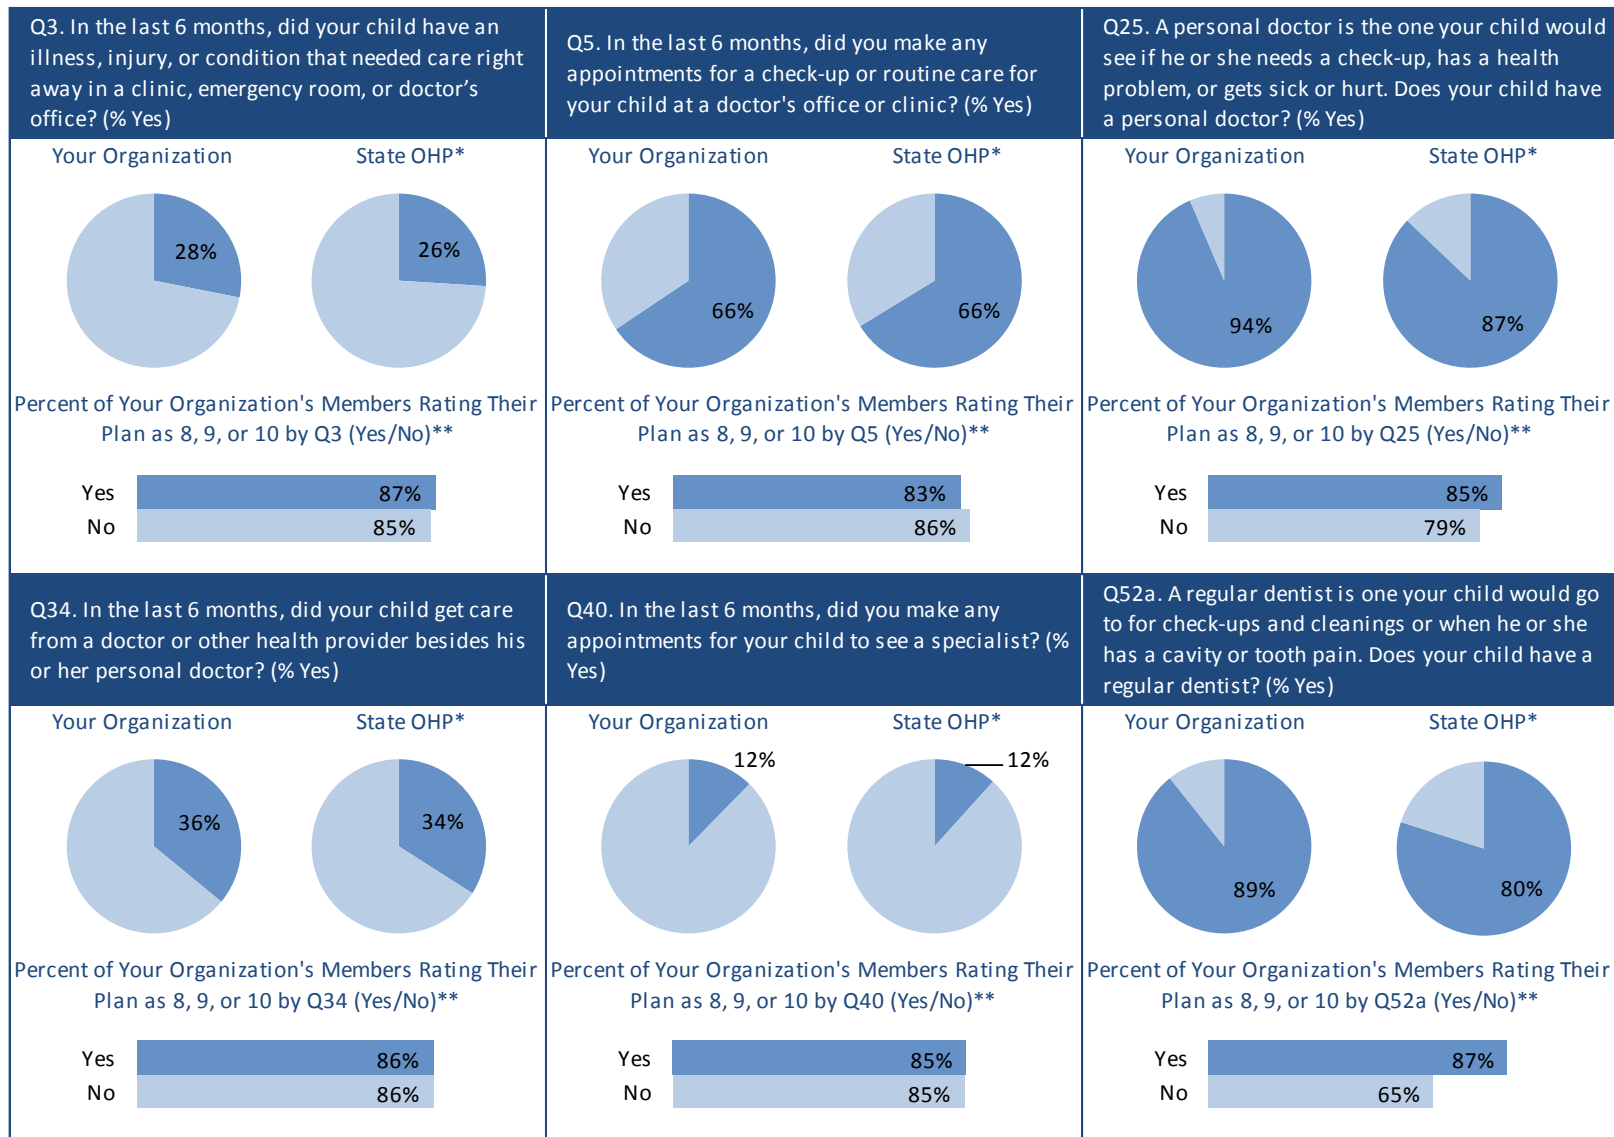 Q3. In the last 6 months, did your child have an
illness, injury, or condition that needed care right
away in a clinic, emergency room, or doctor's
office? (% Yes)
Your Organization
State OHP*
28%
26%
Percent of Your Organization's Members Rating Their
Plan as 8, 9, or 10 by Q3 (Yes/No)**
Yes 87%
No 85%
Q5. In the last 6 months, did you make any
appointments for a check-up or routine care for
your child at a doctor's office or clinic? (% Yes)
Your Organization
State OHP*
66%
66%
Percent of Your Organization's Members Rating Their
Plan as 8, 9, or 10 by Q5 (Yes/No)**
Yes 83%
No 86%
Q25. A personal doctor is the one your child would
see if he or she needs a check-up, has a health
problem, or gets sick or hurt. Does your child have
a personal doctor? (% Yes)
Your Organization
State OHP*
94%
87%
Percent of Your Organization's Members Rating Their
Plan as 8, 9, or 10 by Q25 (Yes/No)**
Yes 85%
No 79%
Q34. In the last 6 months, did your child get care
from a doctor or other health provider besides his
or her personal doctor? (% Yes)
Your Organization
State OHP*
36%
34%
Percent of Your Organization's Members Rating Their
Plan as 8, 9, or 10 by Q34 (Yes/No)**
Yes 86%
No 86%
Q40. In the last 6 months, did you make any
appointments for your child to see a specialist? (%
Yes)
Your Organization
State OHP*
12%
12%
Percent of Your Organization's Members Rating Their
Plan as 8, 9, or 10 by Q40 (Yes/No)**
Yes 85%
No 85%
Q52a. A regular dentist is one your child would go
to for check-ups and cleanings or when he or she
has a cavity or tooth pain. Does your child have a
regular dentist? (% Yes)
Your Organization
State OHP*
89%
80%
Percent of Your Organization's Members Rating Their
Plan as 8, 9, or 10 by Q52a (Yes/No)**
Yes 87%
No 65%